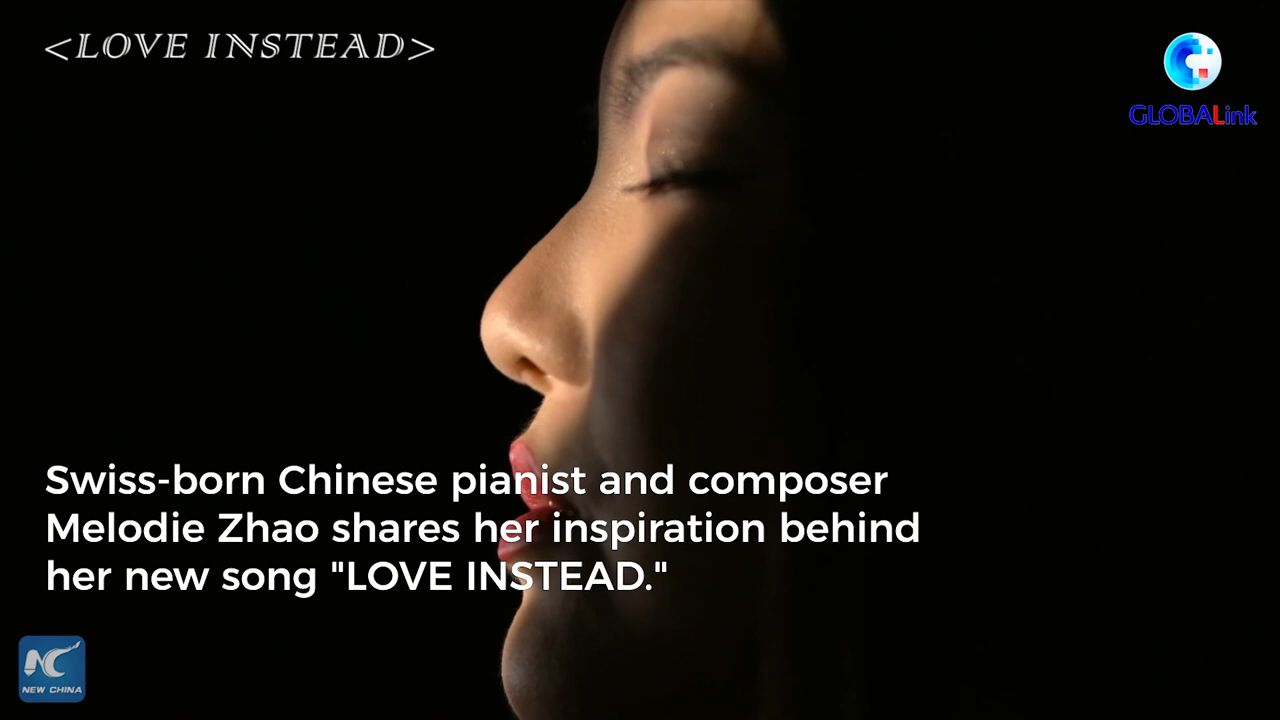 <LOVE INSTEAD>
GLOBALink
Swiss-born Chinese pianist and composer
Melodie Zhao shares her inspiration behind
her new song "LOVE INSTEAD."
NC
NEW CHINA